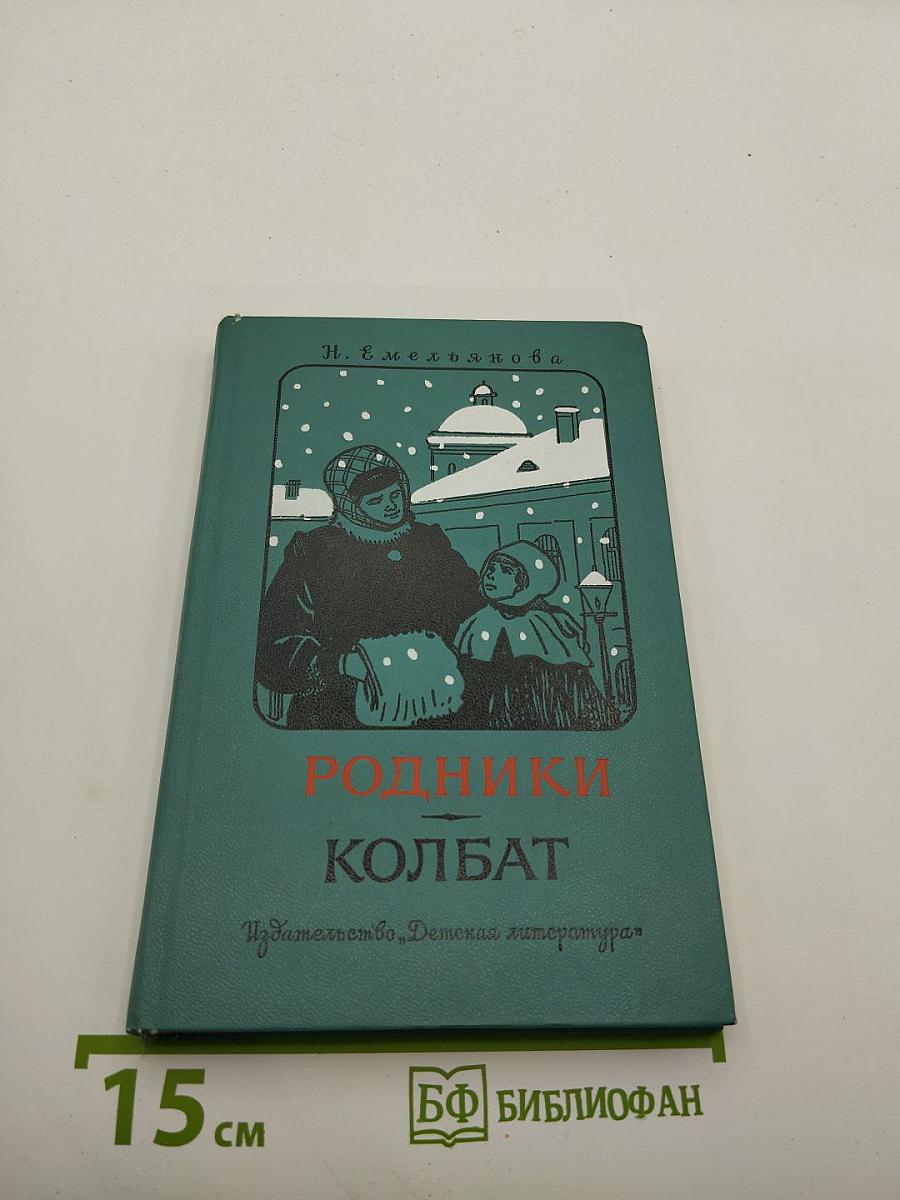 Н. Емельянова
РОДНИКИ
КОЛБАТ
Издательство „Детская литература"
15 см
БФ БИБЛИОФАН